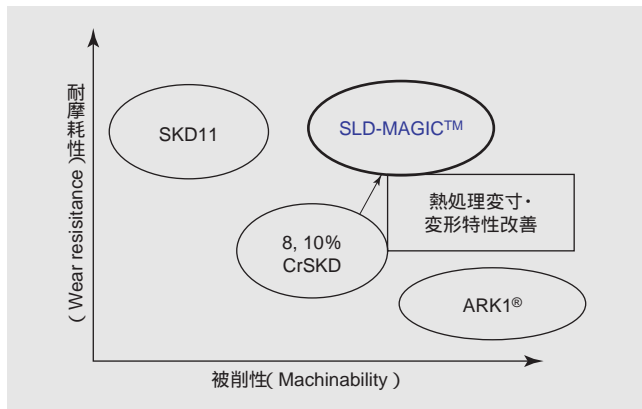 耐摩耗性
( Wear resisitance )
SKD11
SLD-MAGIC™
熱処理変寸・
変形特性改善
8, 10%
CrSKD
ARK1®
被削性( Machinability )